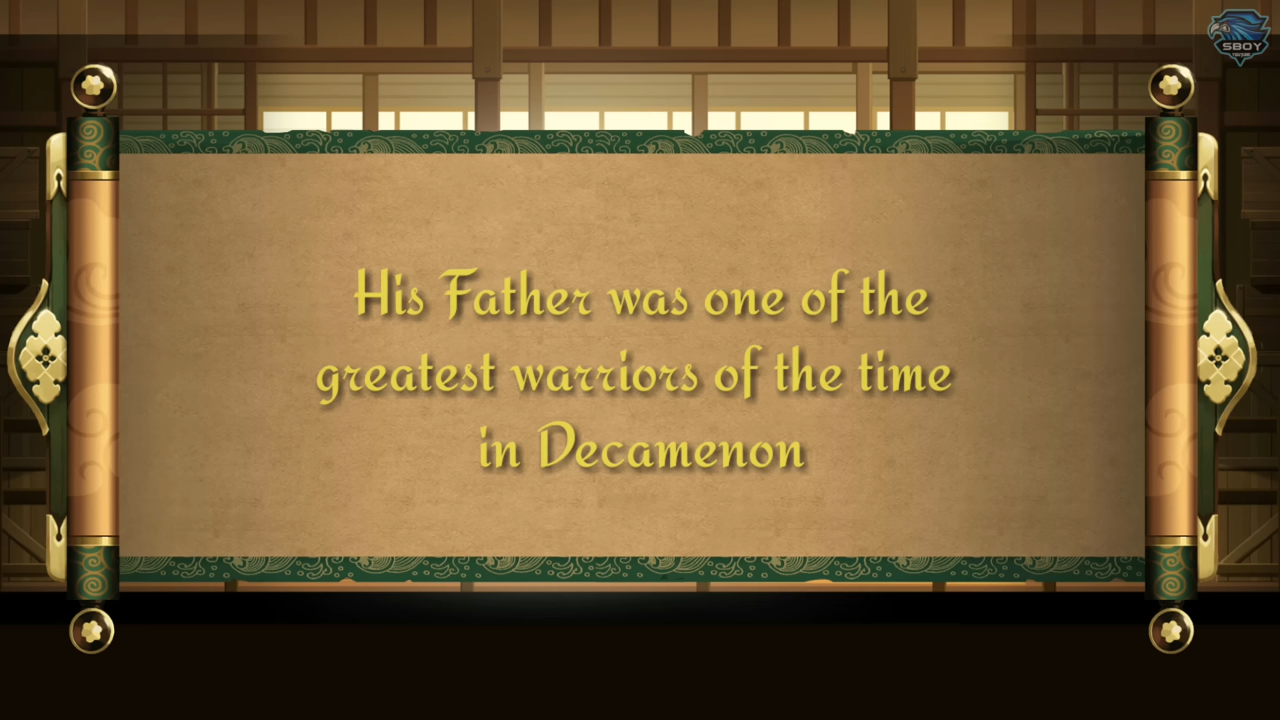 SBOY
His Father was one of the
greatest warriors of the time
in Decamenon